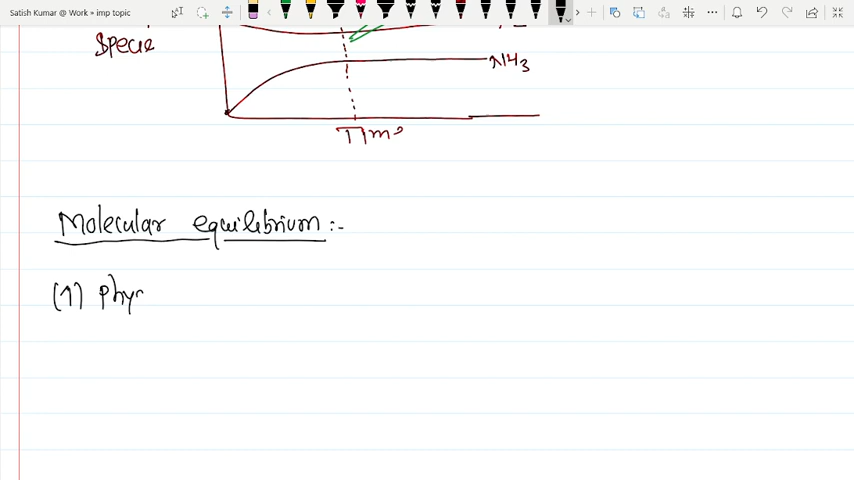 Satish Kumar @ Work » imp topic
Specie
NH3
Time
Molecular equilibrium :-
(1) Phy